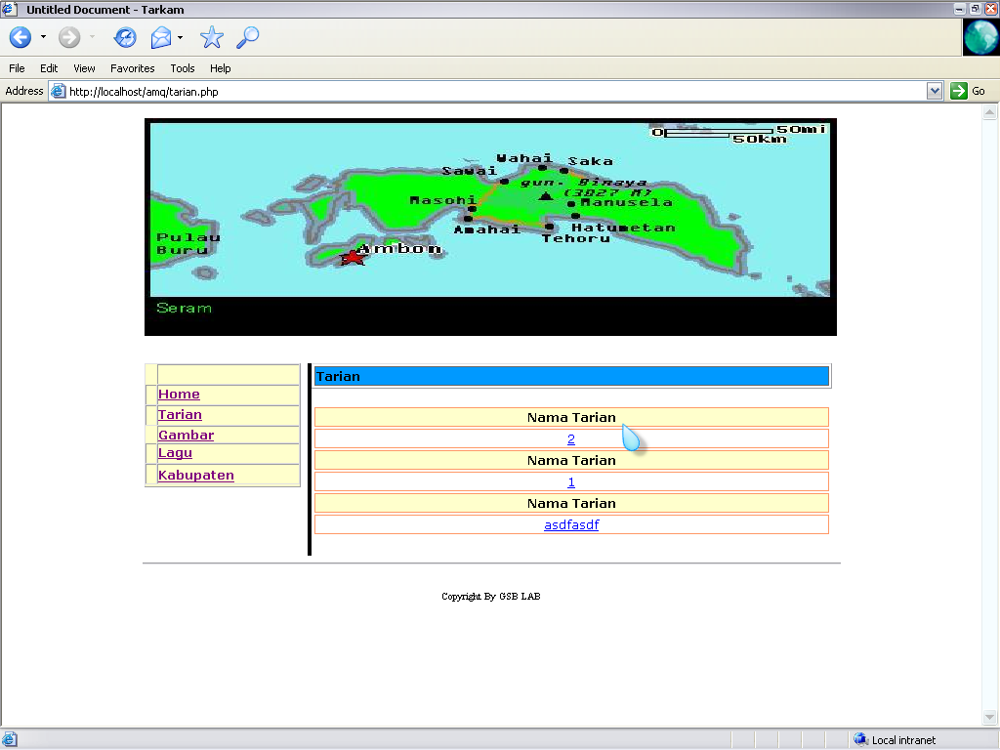 Untitled Document - Tarkam
File Edit View Favorites Tools Help
Address http://localhost/amq/tarian.php Go
0 50mi
50km
Wahai Saka
Sawai
gun. Binaya
(3027 M)
Masohi Manusela
Amahai Hatumetan
Tehoru
Pulau
Buru
Ambon
Seram
Tarian
Home
Tarian
Gambar
Lagu
Kabupaten
Nama Tarian
2
Nama Tarian
1
Nama Tarian
asdfasdf
Copyright By GSB LAB
Local intranet